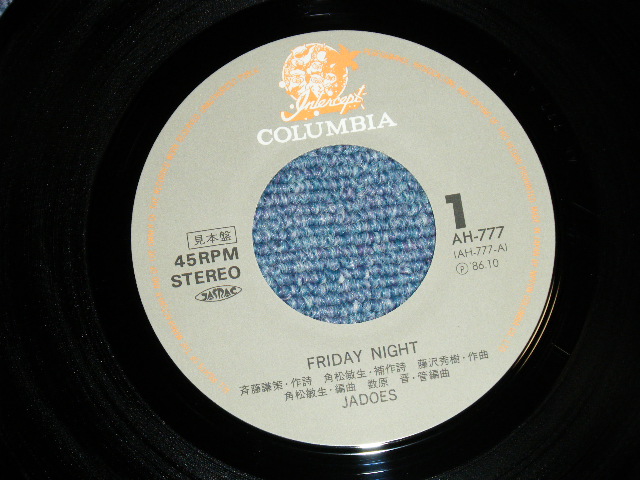 Intercept
COLUMBIA
見本盤
45RPM
STEREO
JASRAC
1
AH-777
(AH-777-A)
Ⓟ '86.10
FRIDAY NIGHT
斉藤謙策・作詩 角松敏生・補作詩 藤沢秀樹・作曲
角松敏生・編曲 数原 晋・管編曲
JADOES